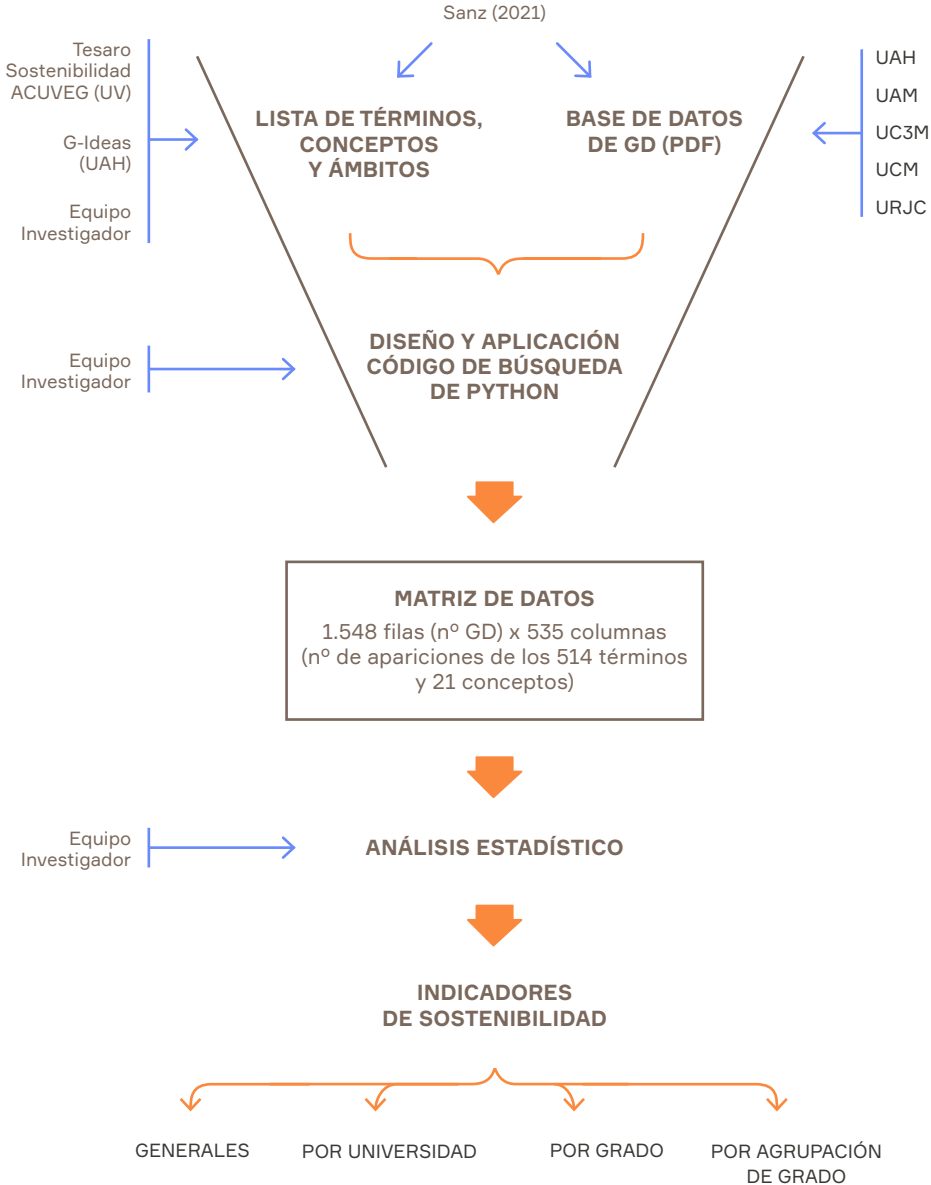 Sanz (2021)
Tesaro
Sostenibilidad
ACUVEG (UV)
G-Ideas
(UAH)
Equipo
Investigador
LISTA DE TÉRMINOS,
CONCEPTOS
Y ÁMBITOS
BASE DE DATOS
DE GD (PDF)
UAH
UAM
UC3M
UCM
URJC
Equipo
Investigador
DISEÑO Y APLICACIÓN
CÓDIGO DE BÚSQUEDA
DE PYTHON
MATRIZ DE DATOS
1.548 filas (nº GD) x 535 columnas
(nº de apariciones de los 514 términos
y 21 conceptos)
Equipo
Investigador
ANÁLISIS ESTADÍSTICO
INDICADORES
DE SOSTENIBILIDAD
GENERALES
POR UNIVERSIDAD
POR GRADO
POR AGRUPACIÓN
DE GRADO